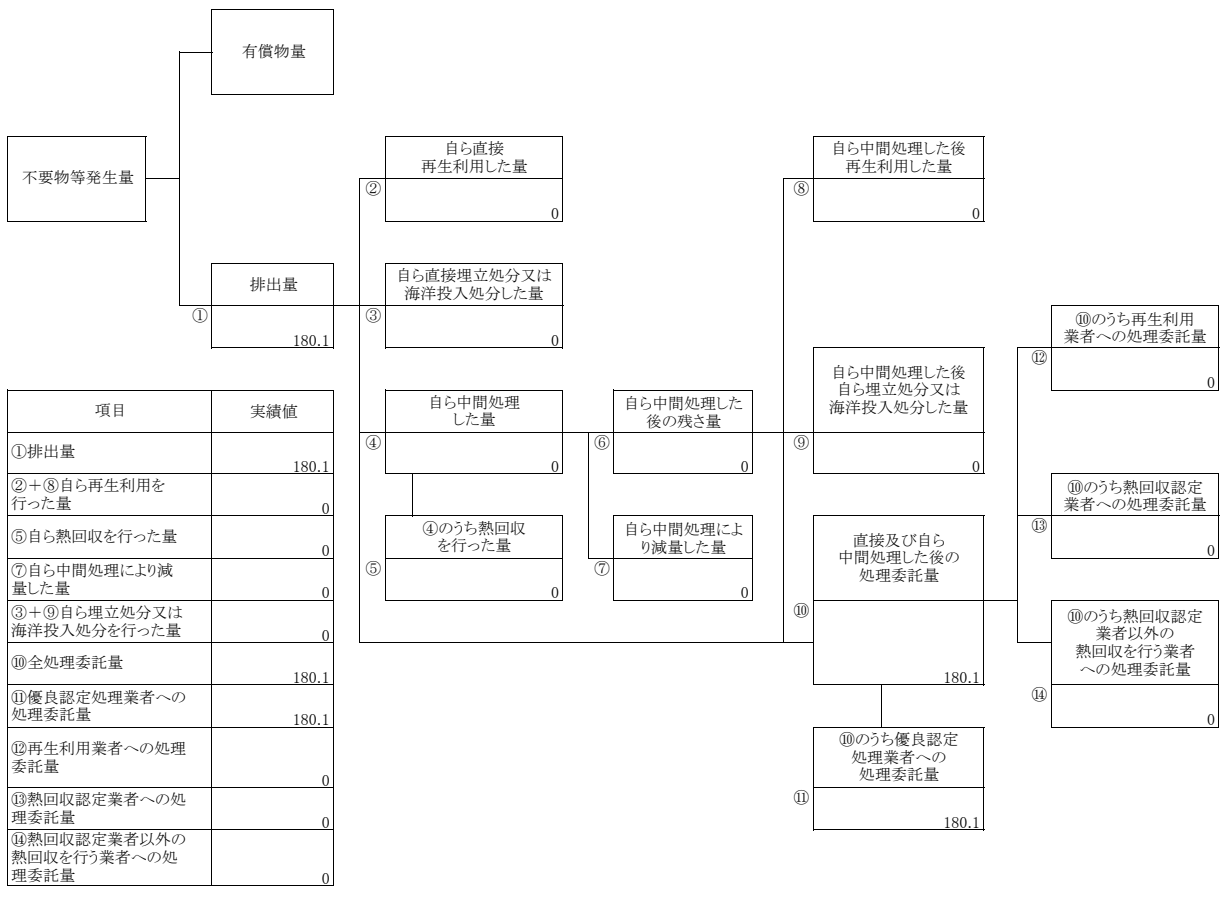 有償物量
不要物等発生量
排出量
①
180.1
自ら直接
再生利用した量
②
0
自ら直接埋立処分又は
海洋投入処分した量
③
0
自ら中間処理
した量
④
0
④のうち熱回収
を行った量
⑤
0
自ら中間処理した
後の残さ量
⑥
0
自ら中間処理によ
り減量した量
⑦
0
自ら中間処理した後
再生利用した量
⑧
0
自ら中間処理した後
自ら埋立処分又は
海洋投入処分した量
⑨
0
直接及び自ら
中間処理した後の
処理委託量
⑩
180.1
⑩のうち優良認定
処理業者への
処理委託量
⑪
180.1
⑩のうち再生利用
業者への処理委託量
⑫
0
⑩のうち熱回収認定
業者への処理委託量
⑬
0
⑩のうち熱回収認定
業者以外の
熱回収を行う業者
への処理委託量
⑭
0
項目 実績値
①排出量
180.1
②＋⑧自ら再生利用を
行った量
0
⑤自ら熱回収を行った量
0
⑦自ら中間処理により減
量した量
0
③＋⑨自ら埋立処分又は
海洋投入処分を行った量
0
⑩全処理委託量
180.1
⑪優良認定処理業者への
処理委託量
180.1
⑫再生利用業者への処理
委託量
0
⑬熱回収認定業者への処
理委託量
0
⑭熱回収認定業者以外の
熱回収を行う業者への処
理委託量
0